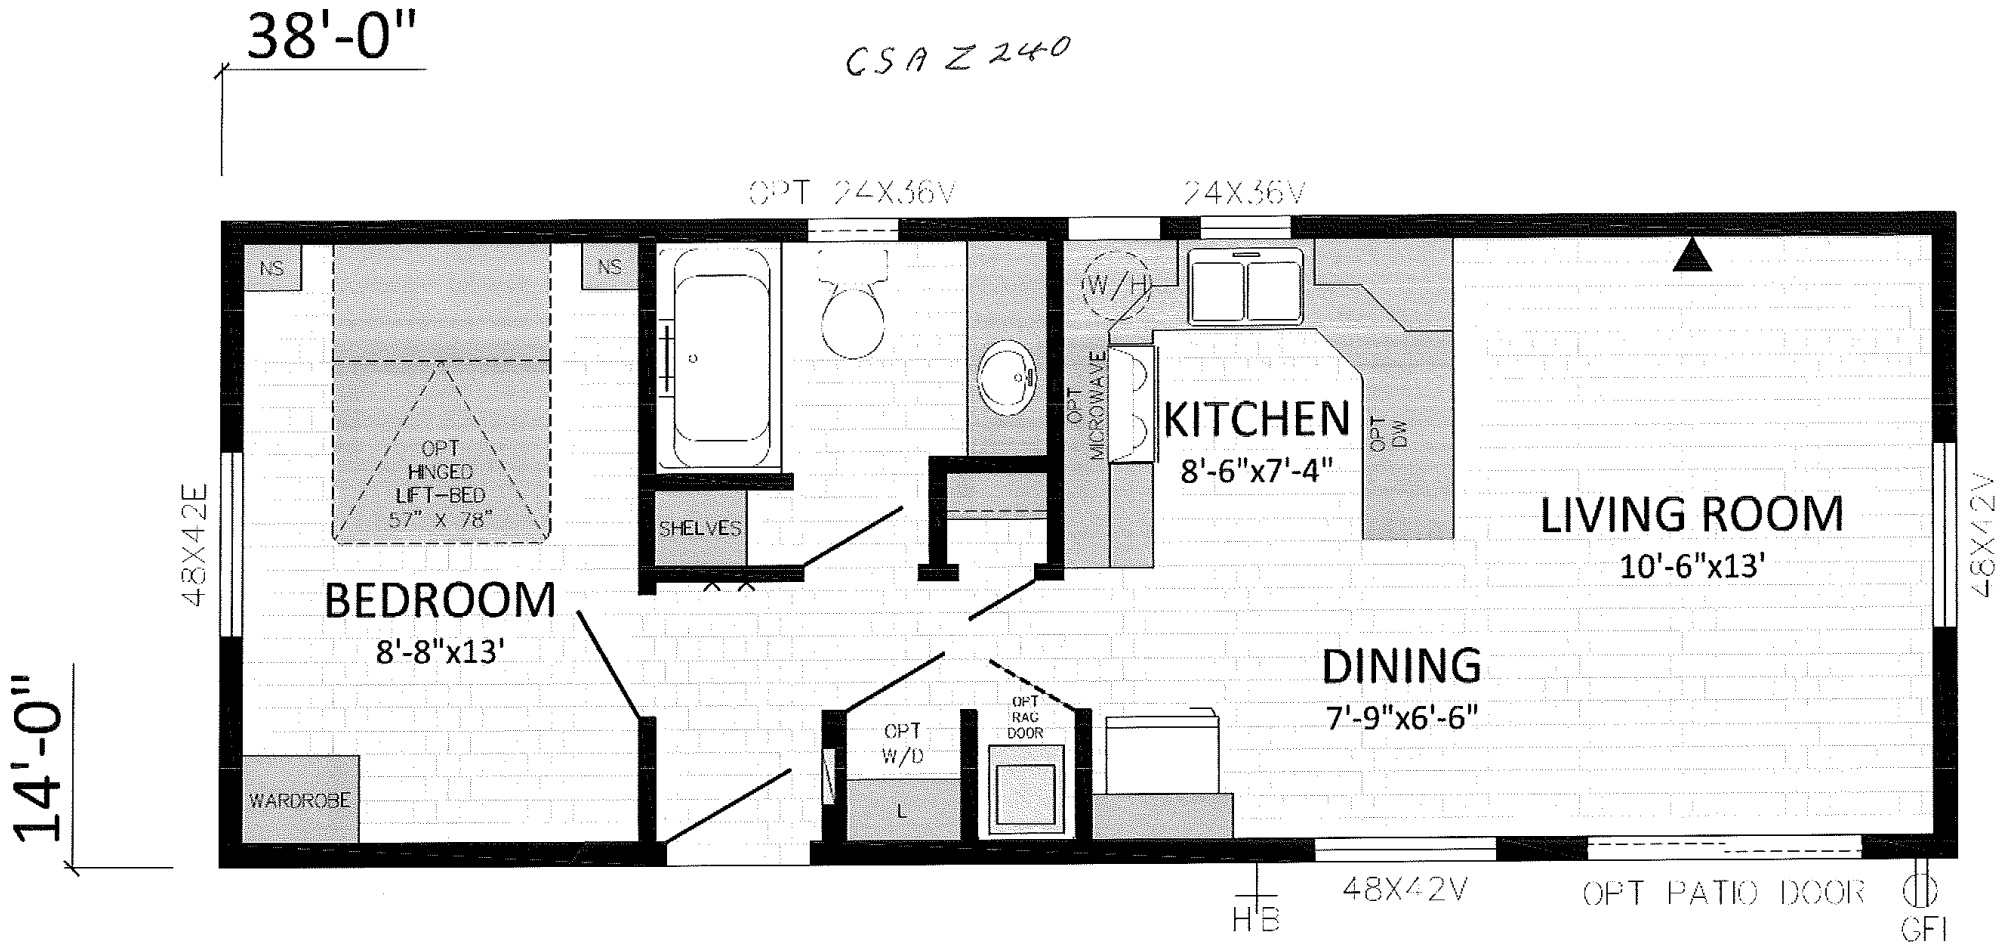 38'-0"
CSA Z240
OPT 24X36V
24X36V
NS
NS
W/H
OPT
MICROWAVE
KITCHEN
8'-6"x7'-4"
OPT
DW
OPT
HINGED
LIFT-BED
57" X 78"
SHELVES
48X42E
LIVING ROOM
10'-6"x13'
48X42V
BEDROOM
8'-8"x13'
DINING
7'-9"x6'-6"
OPT
RAG
DOOR
OPT
W/D
14'-0"
WARDROBE
L
48X42V
OPT PATIO DOOR
HB
GFI